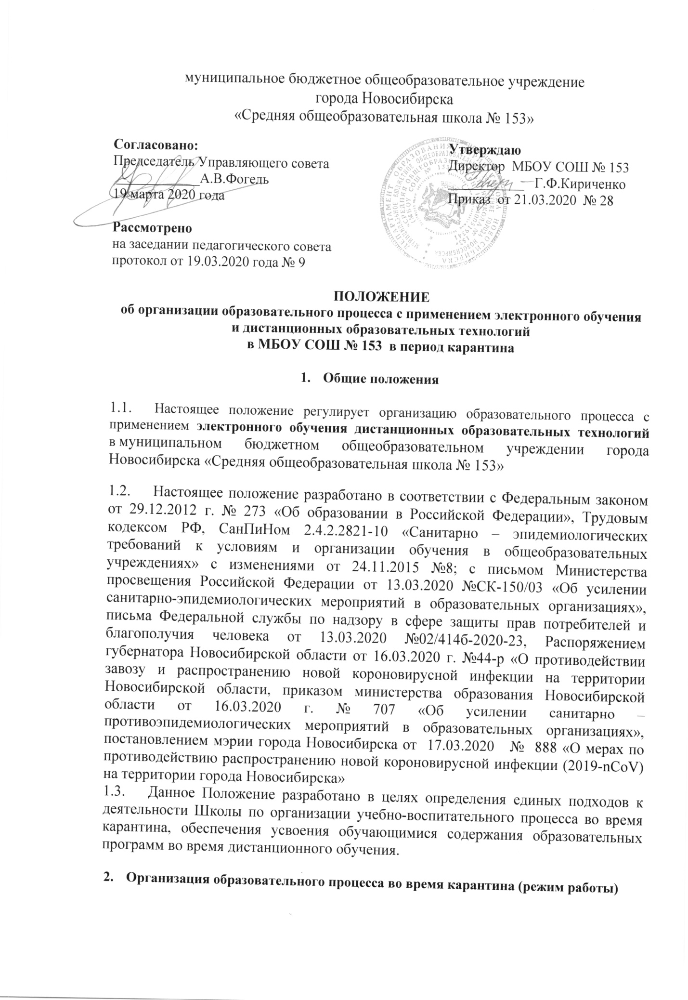 муниципальное бюджетное общеобразовательное учреждение
города Новосибирска
«Средняя общеобразовательная школа № 153»
Согласовано:
Председатель Управляющего совета
____________А.В.Фогель
19 марта 2020 года
Утверждаю
Директор МБОУ СОШ № 153
___________ Г.Ф.Кириченко
Приказ от 21.03.2020 № 28
Рассмотрено
на заседании педагогического совета
протокол от 19.03.2020 года № 9
ПОЛОЖЕНИЕ
об организации образовательного процесса с применением электронного обучения
и дистанционных образовательных технологий
в МБОУ СОШ № 153 в период карантина
1. Общие положения
1.1. Настоящее положение регулирует организацию образовательного процесса с
применением электронного обучения дистанционных образовательных технологий
в муниципальном бюджетном общеобразовательном учреждении города
Новосибирска «Средняя общеобразовательная школа № 153»
1.2. Настоящее положение разработано в соответствии с Федеральным законом
от 29.12.2012 г. № 273 «Об образовании в Российской Федерации», Трудовым
кодексом РФ, СанПиНом 2.4.2.2821-10 «Санитарно – эпидемиологических
требований к условиям и организации обучения в общеобразовательных
учреждениях» с изменениями от 24.11.2015 №8; с письмом Министерства
просвещения Российской Федерации от 13.03.2020 №СК-150/03 «Об усилении
санитарно-эпидемиологических мероприятий в образовательных организациях»,
письма Федеральной службы по надзору в сфере защиты прав потребителей и
благополучия человека от 13.03.2020 №02/414б-2020-23, Распоряжением
губернатора Новосибирской области от 16.03.2020 г. №44-р «О противодействии
завозу и распространению новой короновирусной инфекции на территории
Новосибирской области, приказом министерства образования Новосибирской
области от 16.03.2020 г. № 707 «Об усилении санитарно –
противоэпидемиологических мероприятий в образовательных организациях»,
постановлением мэрии города Новосибирска от 17.03.2020 № 888 «О мерах по
противодействию распространению новой короновирусной инфекции (2019-nCoV)
на территории города Новосибирска»
1.3. Данное Положение разработано в целях определения единых подходов к
деятельности Школы по организации учебно-воспитательного процесса во время
карантина, обеспечения усвоения обучающимися содержания образовательных
программ во время дистанционного обучения.
2. Организация образовательного процесса во время карантина (режим работы)